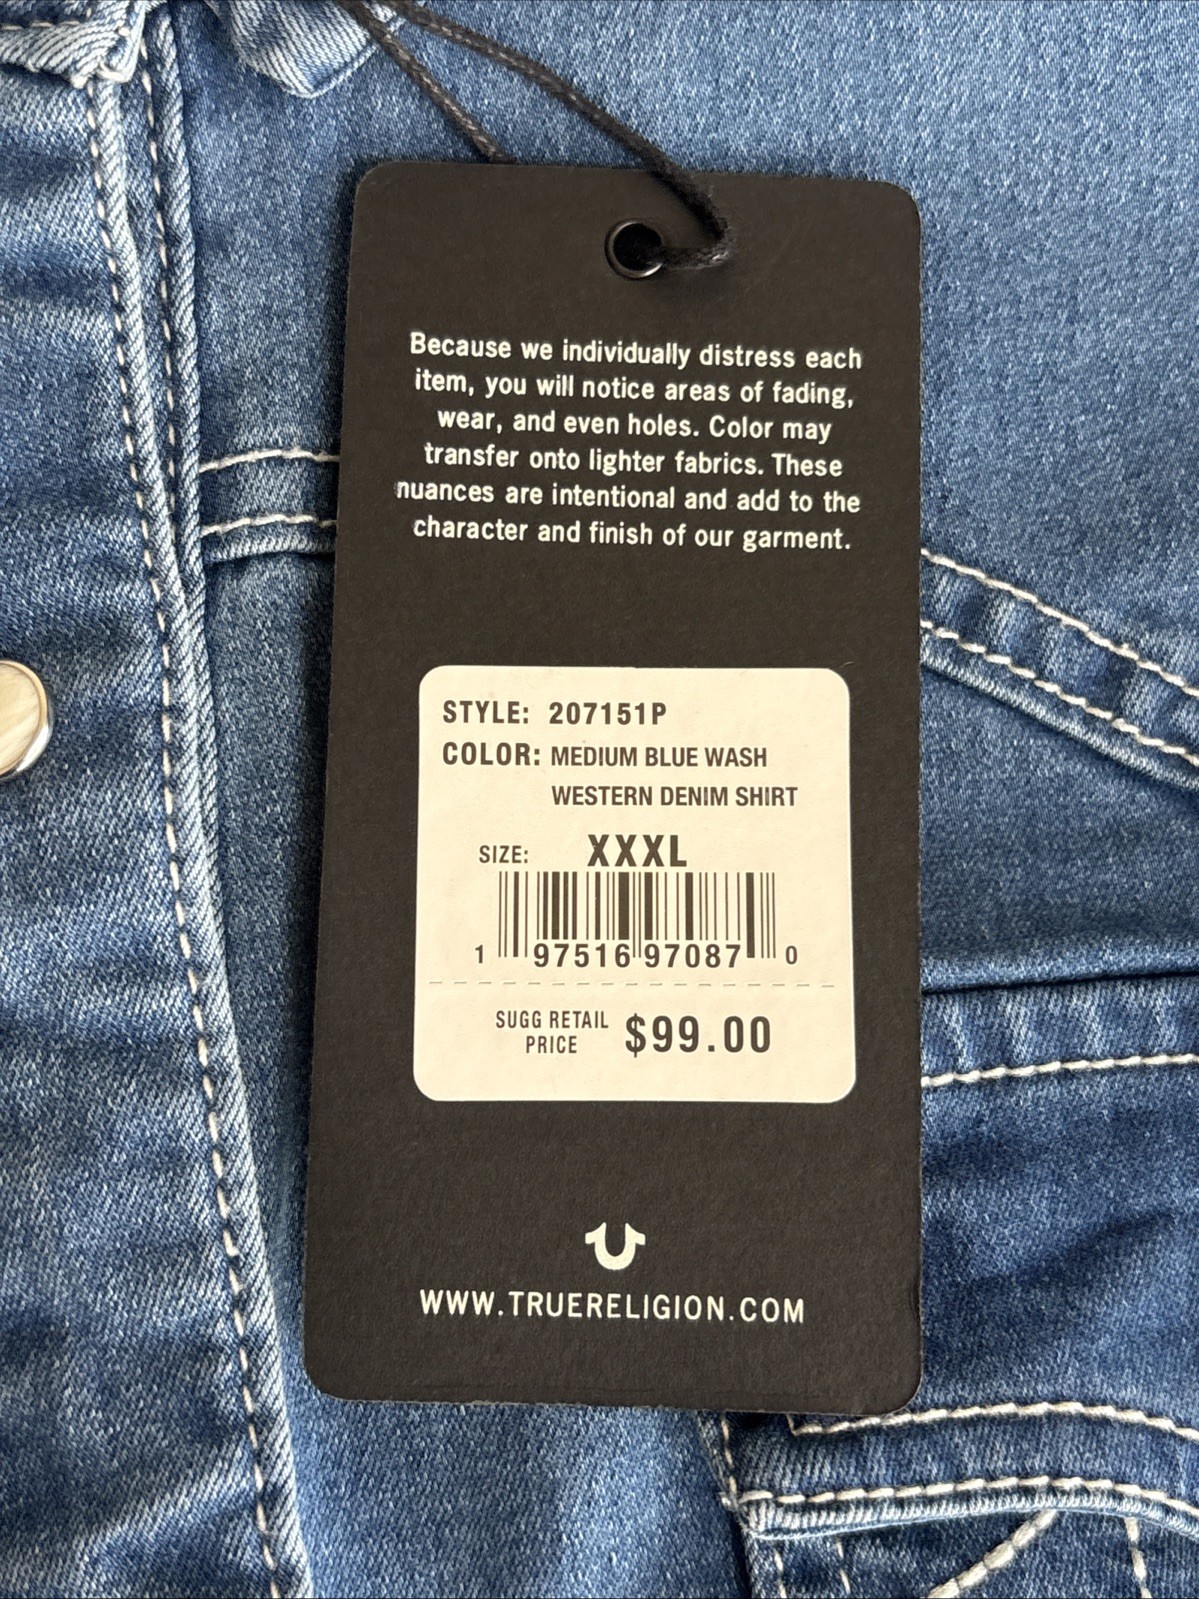 Because we individually distress each
item, you will notice areas of fading,
wear, and even holes. Color may
transfer onto lighter fabrics. These
nuances are intentional and add to the
character and finish of our garment.
STYLE: 207151P
COLOR: MEDIUM BLUE WASH
WESTERN DENIM SHIRT
SIZE: XXXL
1 97516 97087 0
SUGG RETAIL
PRICE $99.00
WWW.TRUERELIGION.COM